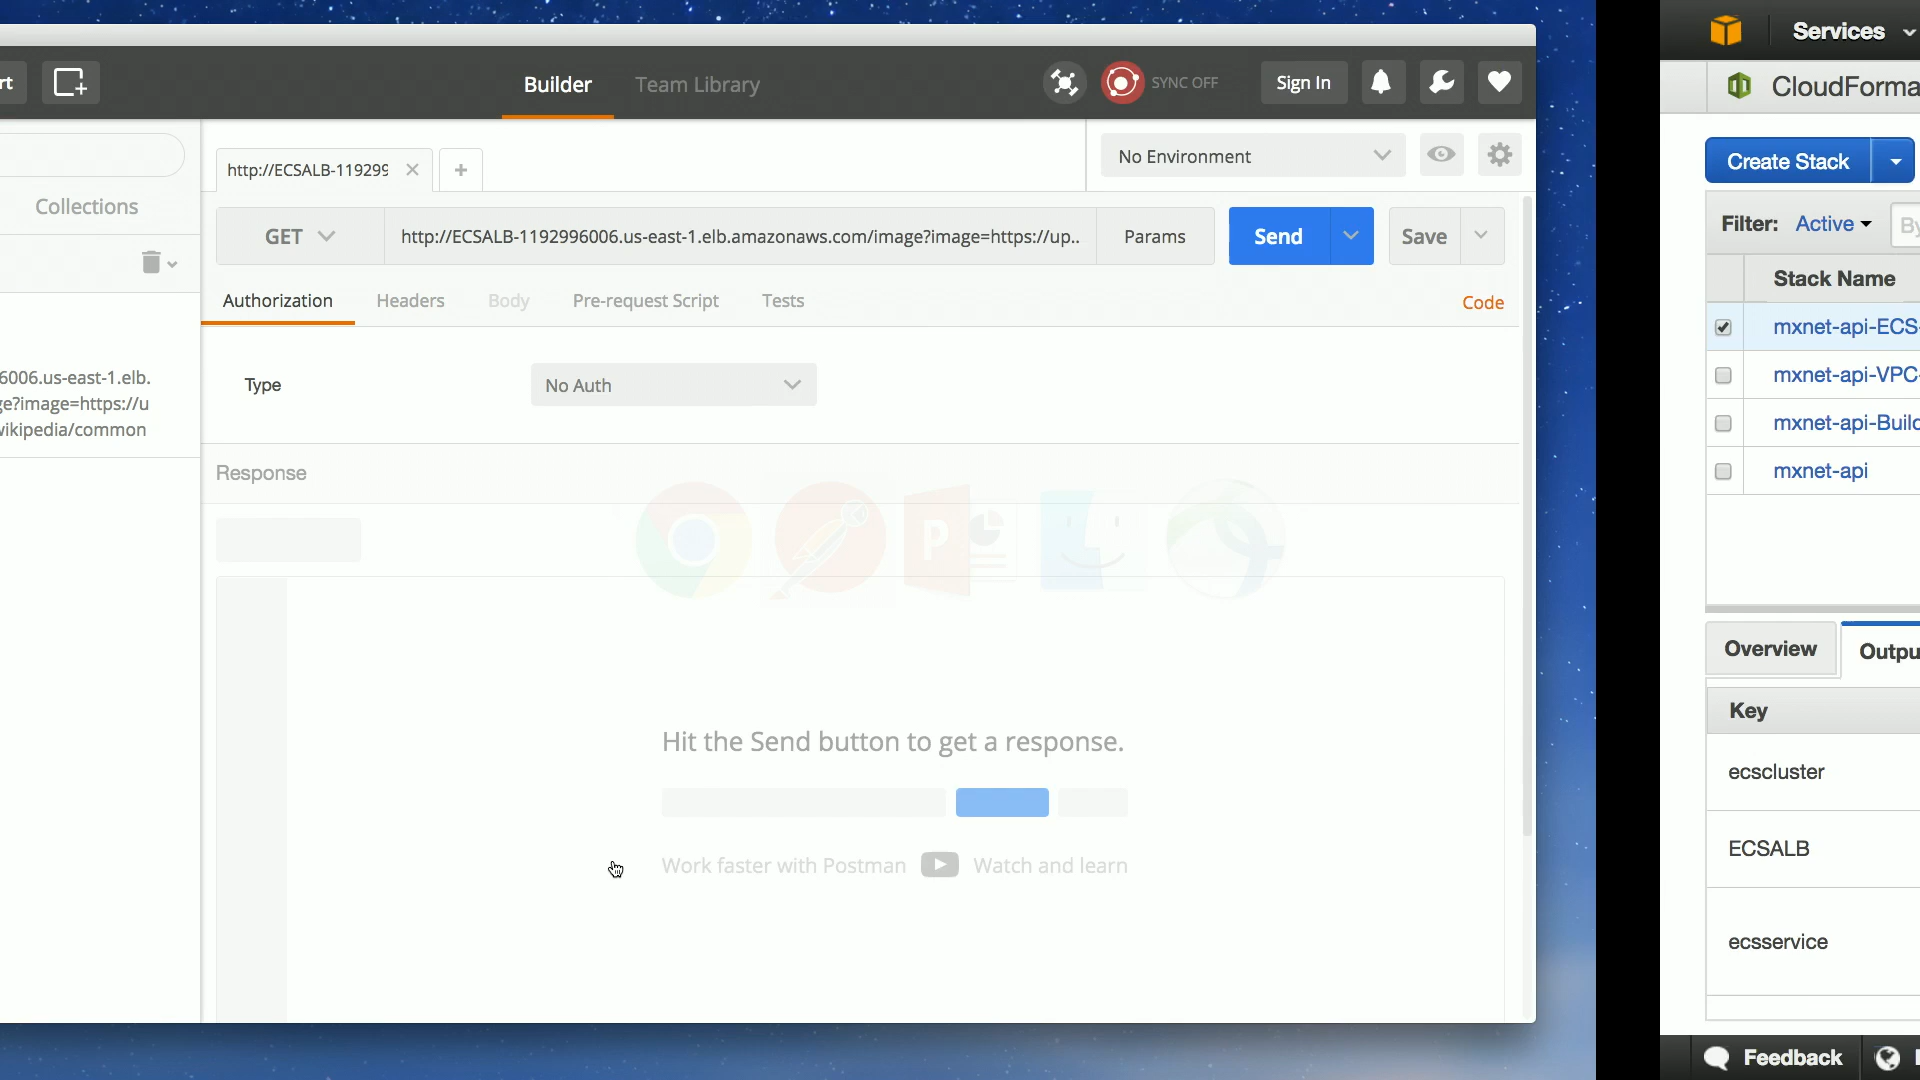 rt
Builder
Team Library
SYNC OFF
Sign In
http://ECSALB-119299
No Environment
Collections
GET
http://ECSALB-1192996006.us-east-1.elb.amazonaws.com/image?image=https://up..
Params
Send
Save
Authorization
Headers
Body
Pre-request Script
Tests
Code
6006.us-east-1.elb.
ge?image=https://u
wikipedia/common
Type
No Auth
Response
P
Hit the Send button to get a response.
Work faster with Postman
Watch and learn
Services
CloudForma
Create Stack
Filter: Active
By
Stack Name
mxnet-api-ECS-
mxnet-api-VPC-
mxnet-api-Build
mxnet-api
Overview
Outpu
Key
ecscluster
ECSALB
ecsservice
Feedback